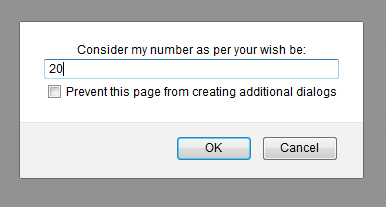 Consider my number as per your wish be:
20
Prevent this page from creating additional dialogs
OK Cancel